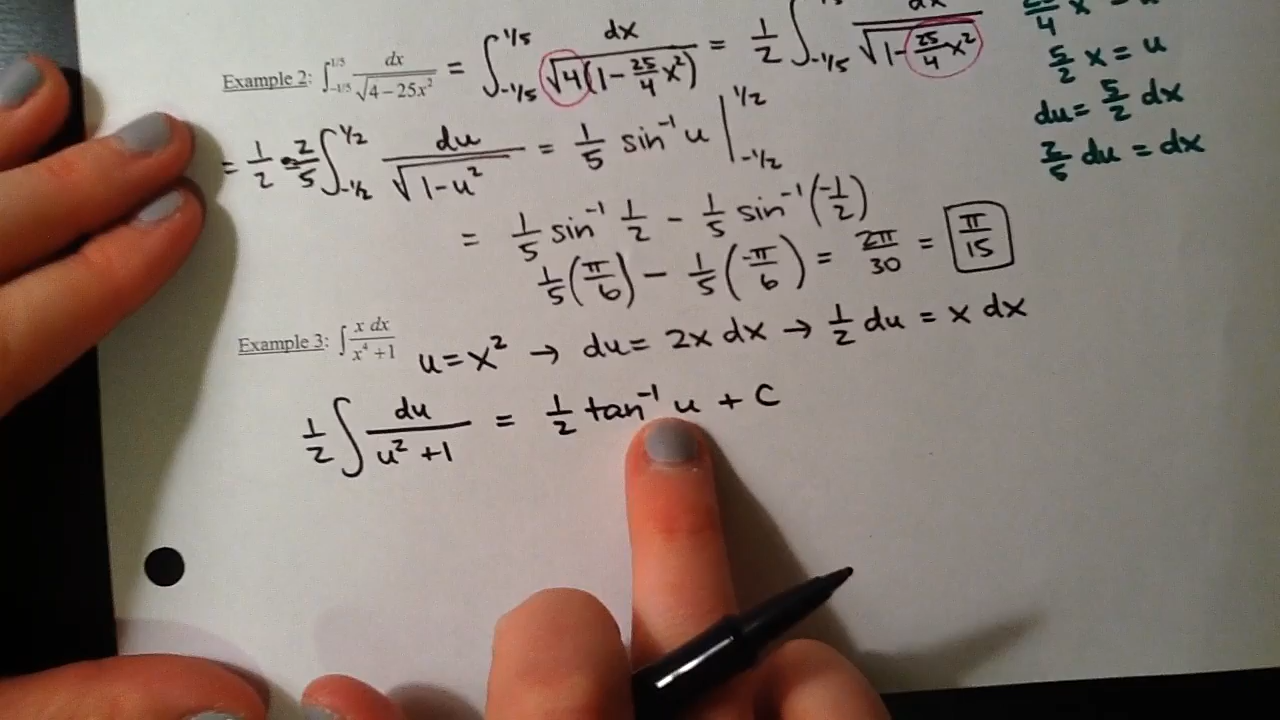 Example 2: ∫_{-1/5}^{1/5} dx/√(4-25x²) = ∫_{-1/5}^{1/5} dx/√(4(1-25/4 x²)) = 1/2 ∫_{-1/5} dx/√(1-25/4 x²)
= 1/2 · 2/5 ∫_{-1/2}^{1/2} du/√(1-u²) = 1/5 sin⁻¹ u |_{-1/2}^{1/2}
= 1/5 sin⁻¹ 1/2 - 1/5 sin⁻¹(-1/2)
1/5(π/6) - 1/5(-π/6) = 2π/30 = π/15
5/2 x = u
du = 5/2 dx
2/5 du = dx
Example 3: ∫ x dx/(x⁴+1) u = x² → du = 2x dx → 1/2 du = x dx
1/2 ∫ du/(u²+1) = 1/2 tan⁻¹ u + C